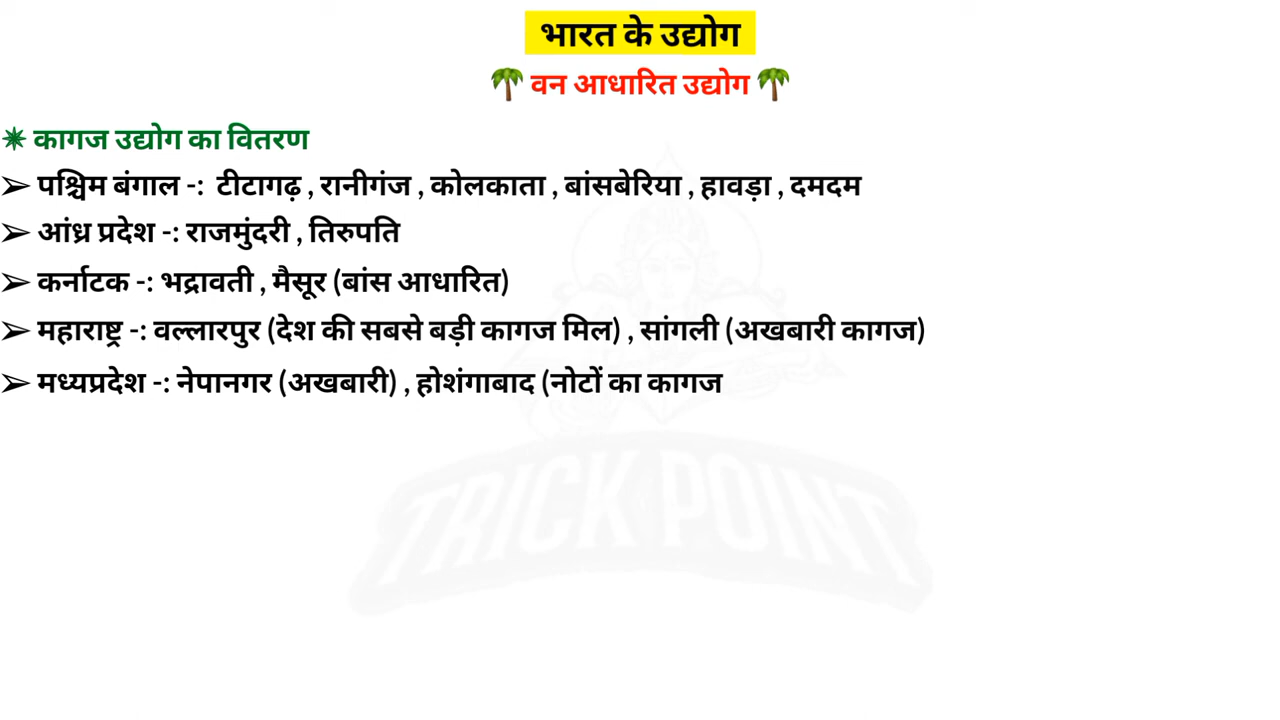 भारत के उद्योग
🌴 वन आधारित उद्योग 🌴
✷ कागज उद्योग का वितरण
➢ पश्चिम बंगाल -: टीटागढ़ , रानीगंज , कोलकाता , बांसबेरिया , हावड़ा , दमदम
➢ आंध्र प्रदेश -: राजमुंदरी , तिरुपति
➢ कर्नाटक -: भद्रावती , मैसूर (बांस आधारित)
➢ महाराष्ट्र -: वल्लारपुर (देश की सबसे बड़ी कागज मिल) , सांगली (अखबारी कागज)
➢ मध्यप्रदेश -: नेपानगर (अखबारी) , होशंगाबाद (नोटों का कागज
TRICK POINT